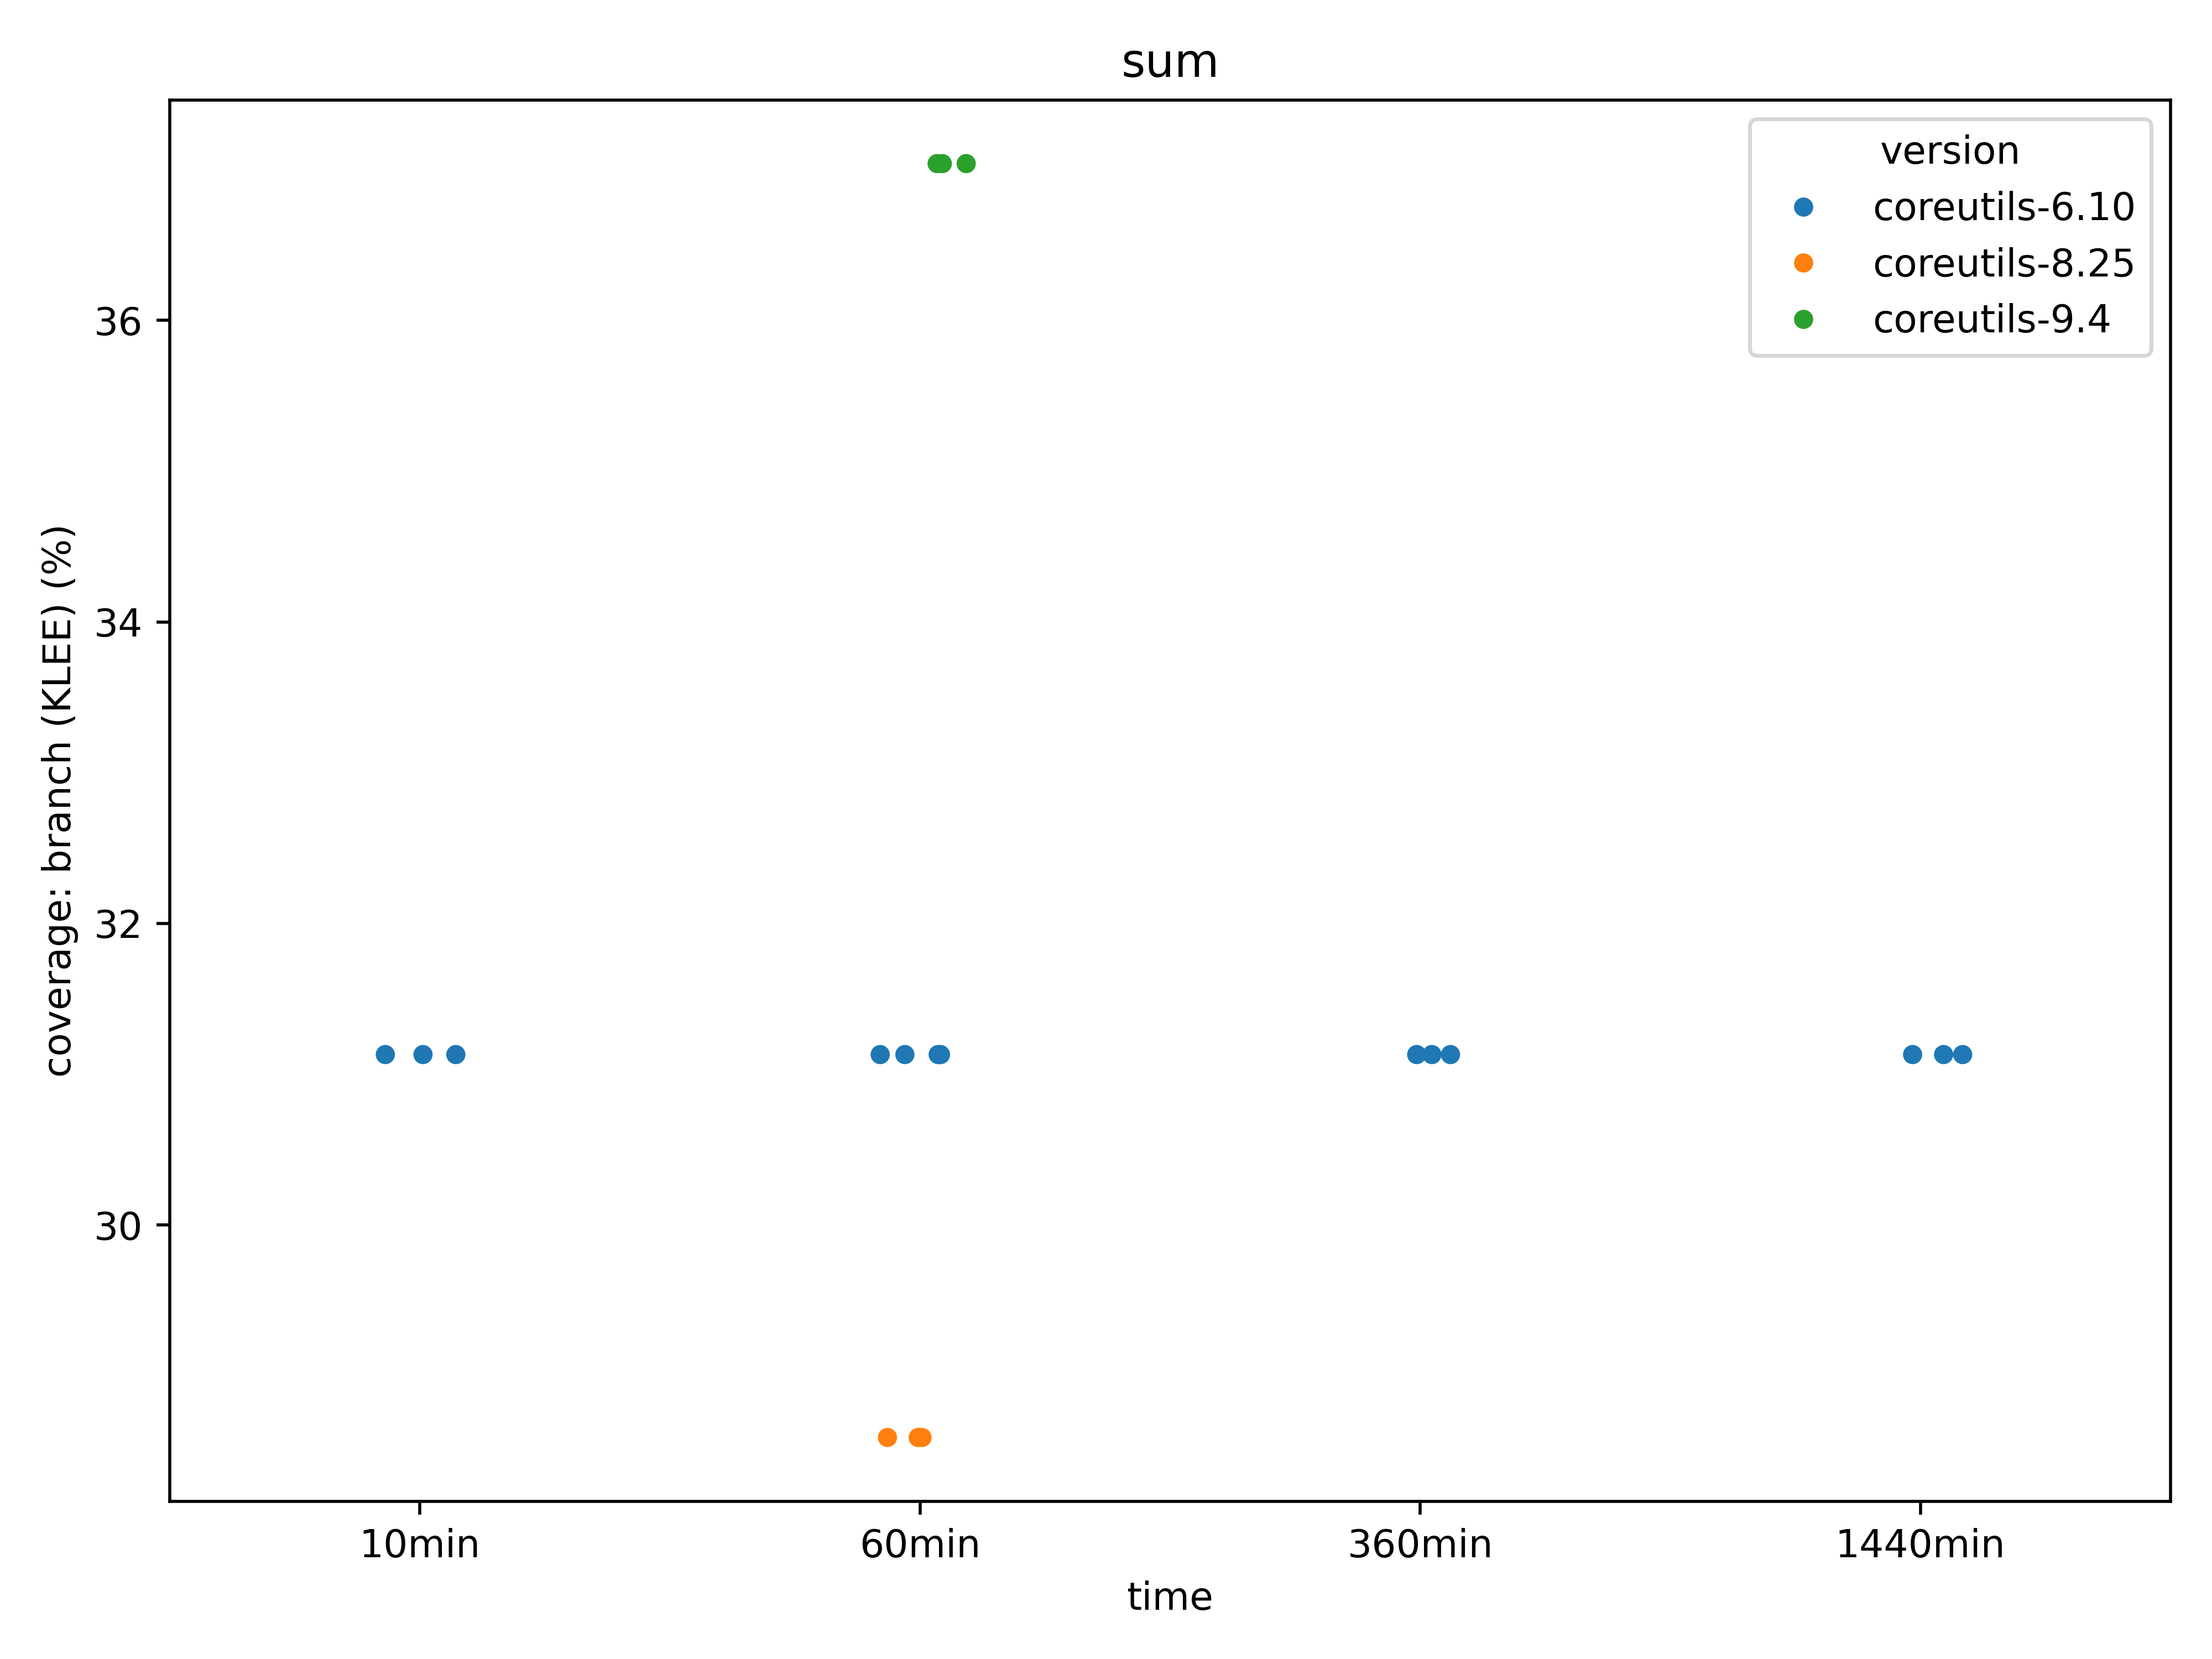 sum
version
coreutils-6.10
coreutils-8.25
coreutils-9.4
coverage: branch (KLEE) (%)
36
34
32
30
10min 60min 360min 1440min
time